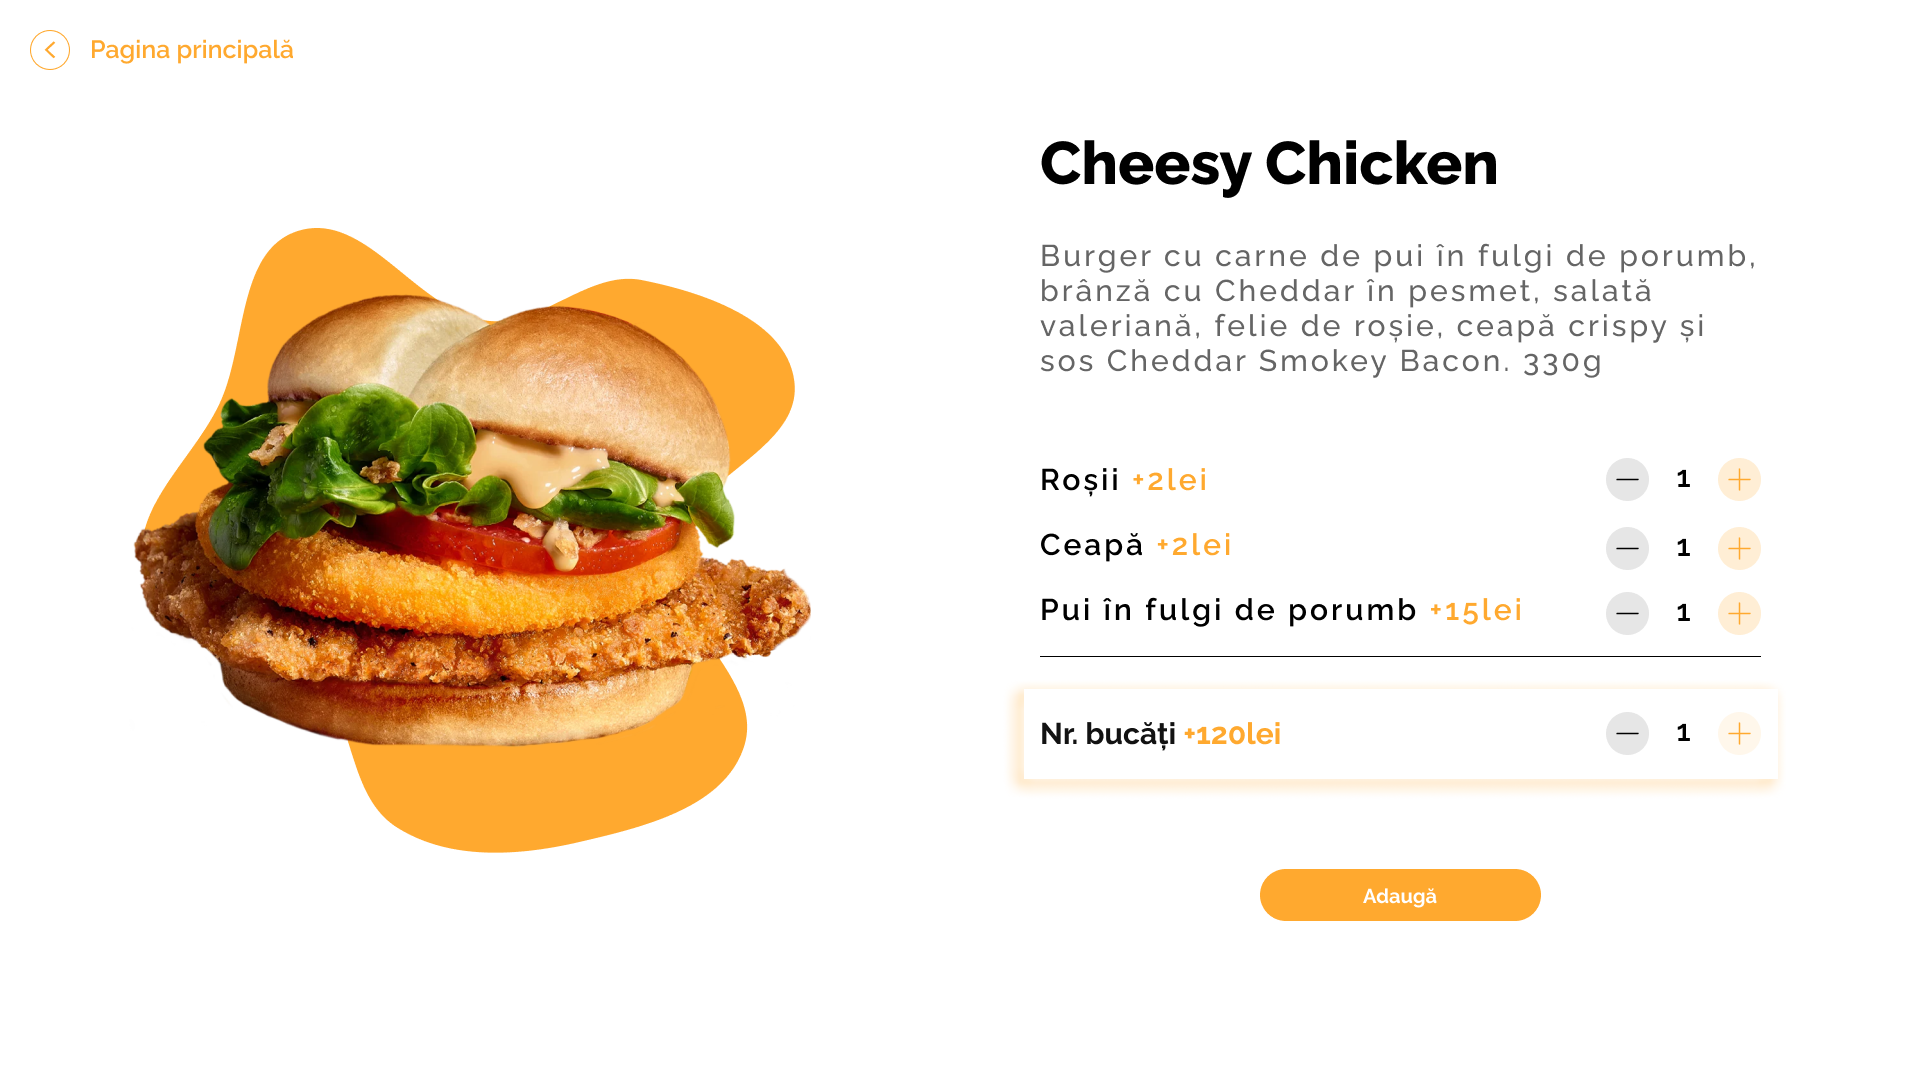 Pagina principală
Cheesy Chicken
Burger cu carne de pui în fulgi de porumb,
brânză cu Cheddar în pesmet, salată
valeriană, felie de roșie, ceapă crispy și
sos Cheddar Smokey Bacon. 330g
Roșii +2lei 1
Ceapă +2lei 1
Pui în fulgi de porumb +15lei 1
Nr. bucăți +120lei 1
Adaugă